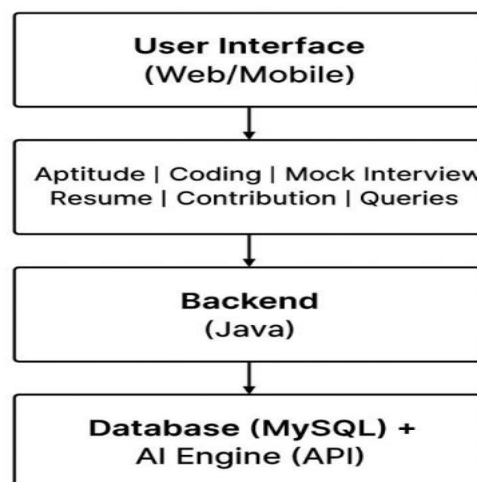 User Interface
(Web/Mobile)
Aptitude | Coding | Mock Interview
Resume | Contribution | Queries
Backend
(Java)
Database (MySQL) +
AI Engine (API)